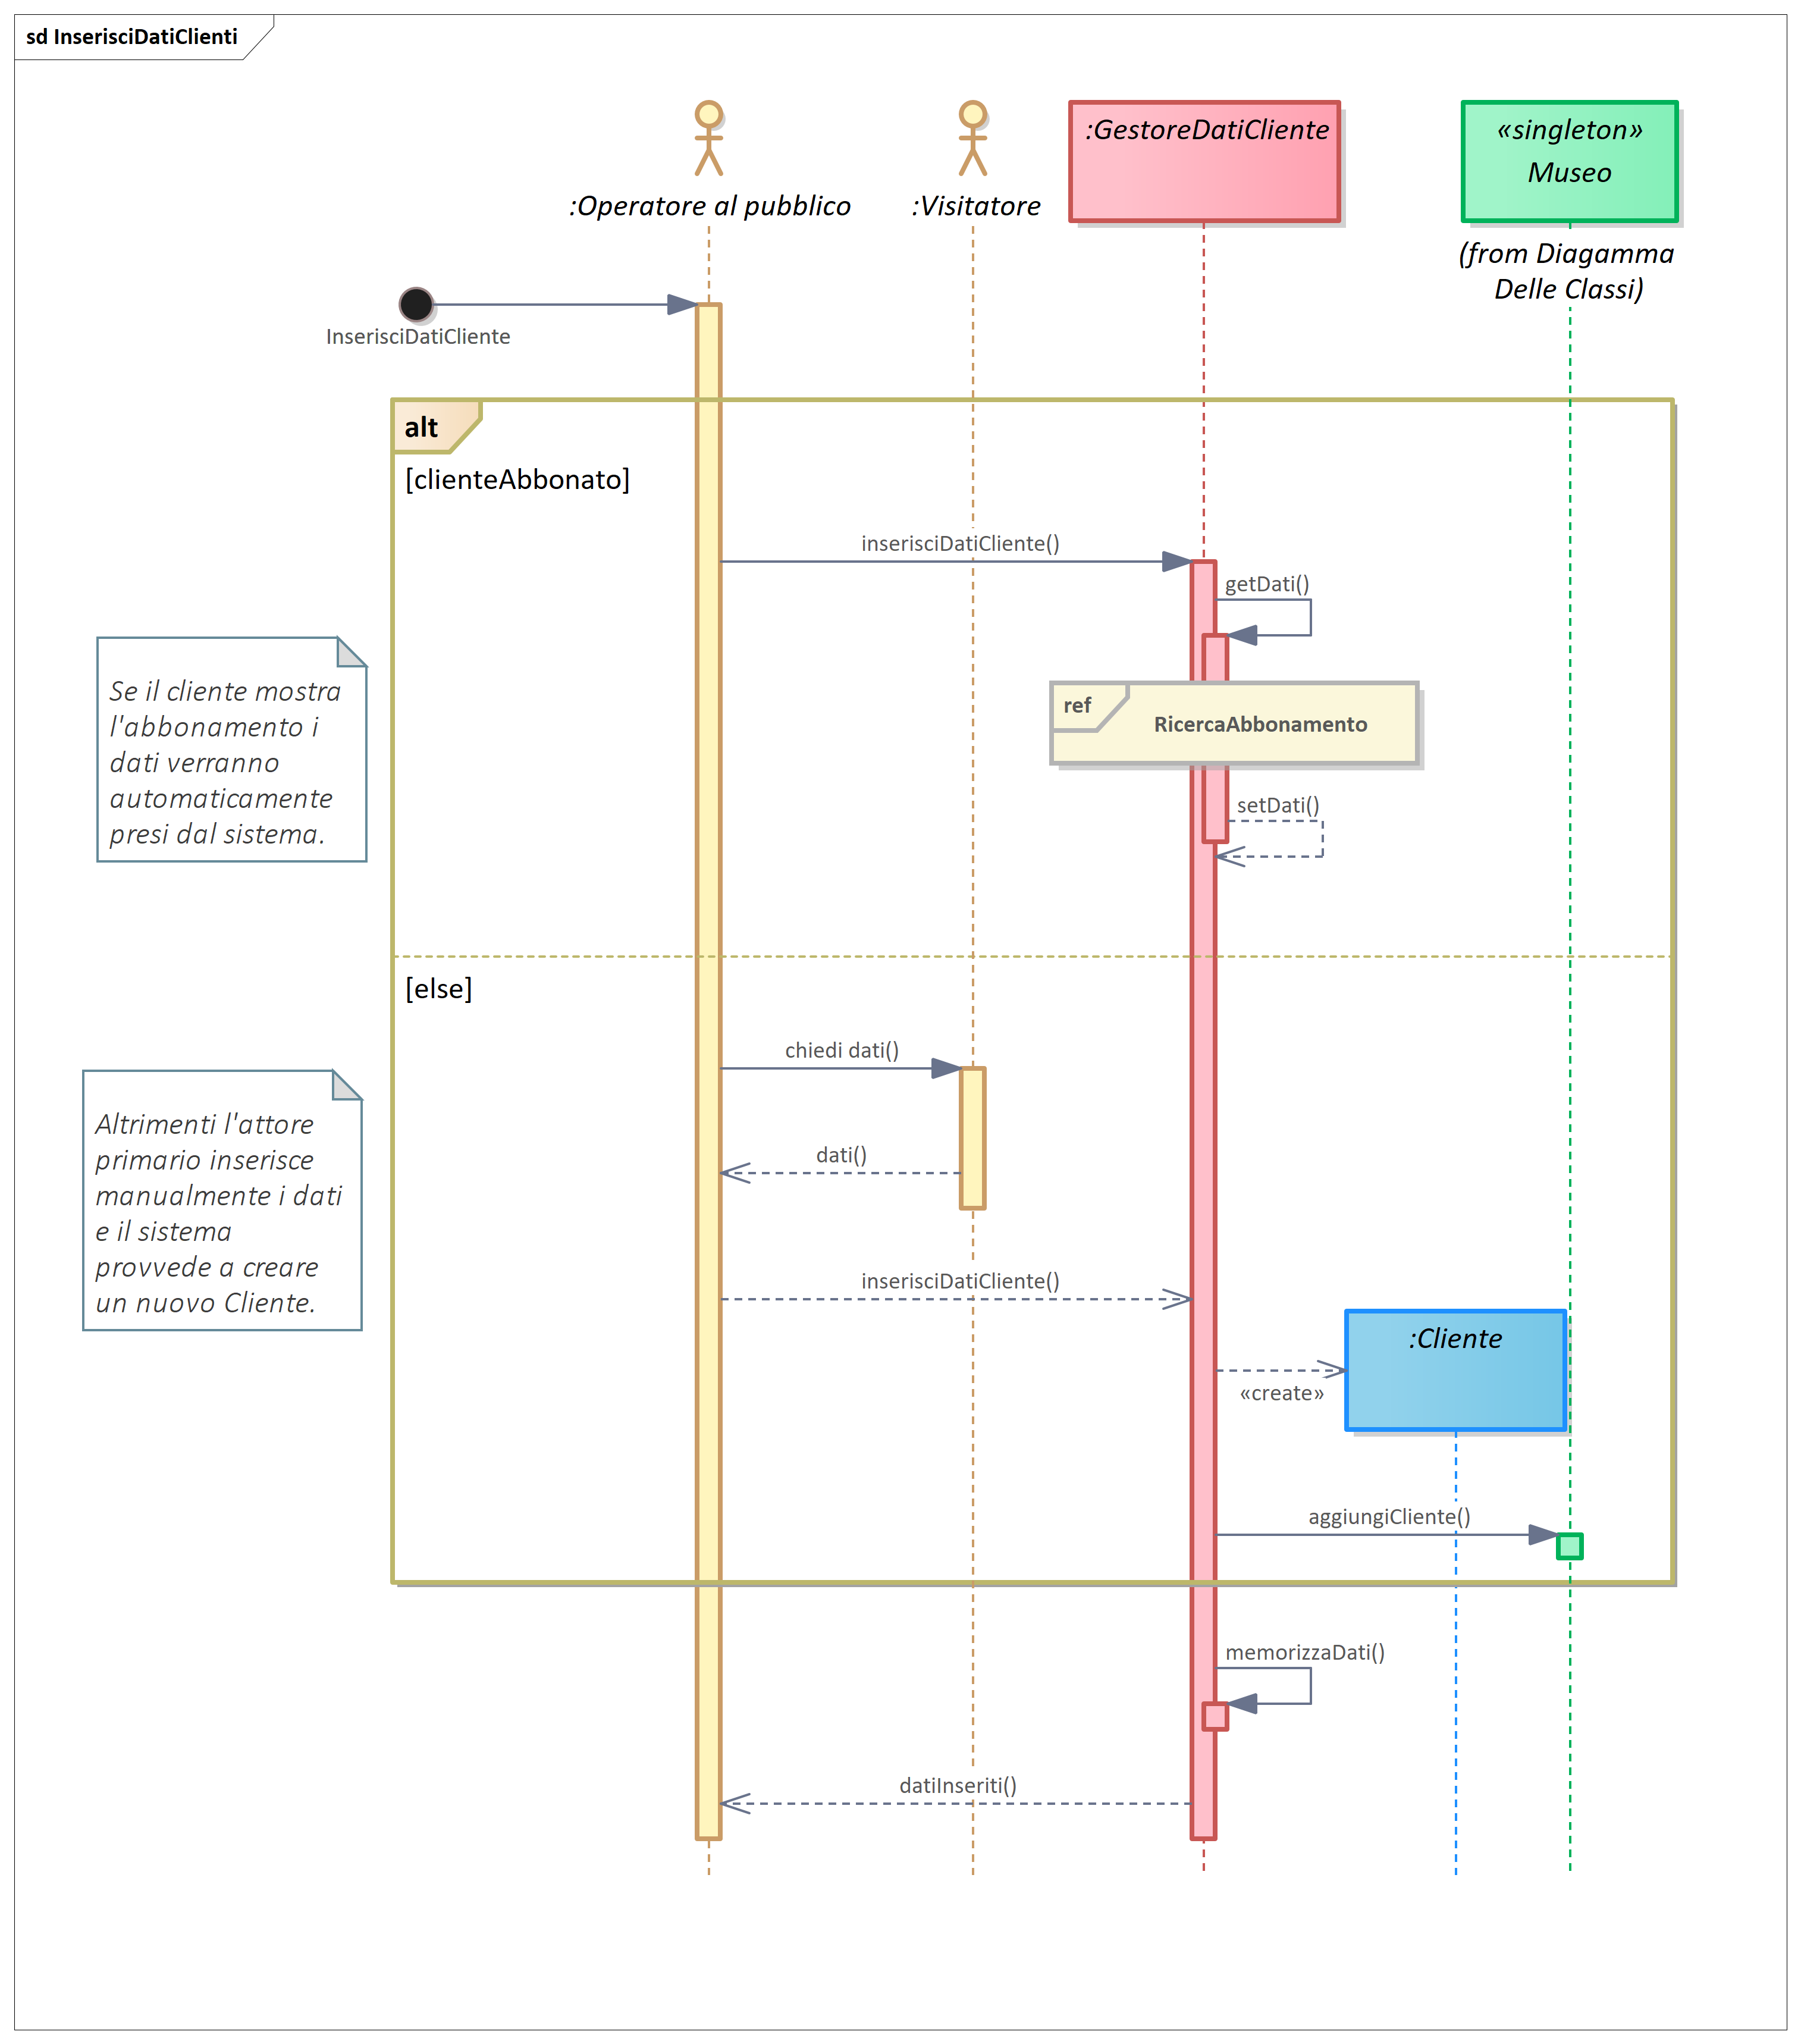 sd InserisciDatiClienti
:Operatore al pubblico
:Visitatore
:GestoreDatiCliente
«singleton»
Museo
(from Diagamma
Delle Classi)
InserisciDatiCliente
alt
[clienteAbbonato]
inserisciDatiCliente()
getDati()
Se il cliente mostra
l'abbonamento i
dati verranno
automaticamente
presi dal sistema.
ref
RicercaAbbonamento
setDati()
[else]
chiedi dati()
Altrimenti l'attore
primario inserisce
manualmente i dati
e il sistema
provvede a creare
un nuovo Cliente.
dati()
inserisciDatiCliente()
:Cliente
«create»
aggiungiCliente()
memorizzaDati()
datiInseriti()